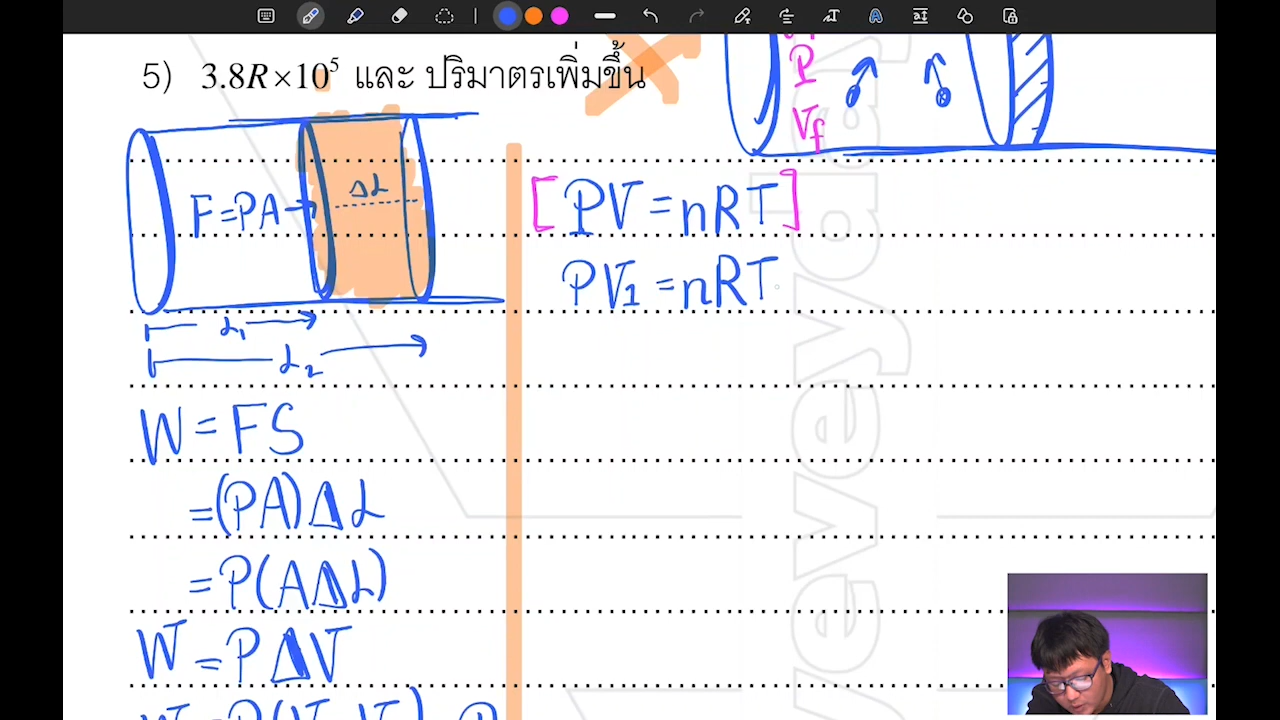 5) 3.8R×10⁵ และ ปริมาตรเพิ่มขึ้น
P
V_f
F=PA
ΔL
L₁
L₂
[PV=nRT]
PV₁=nRT
W=FS
=(PA)ΔL
=P(AΔL)
W=PΔV